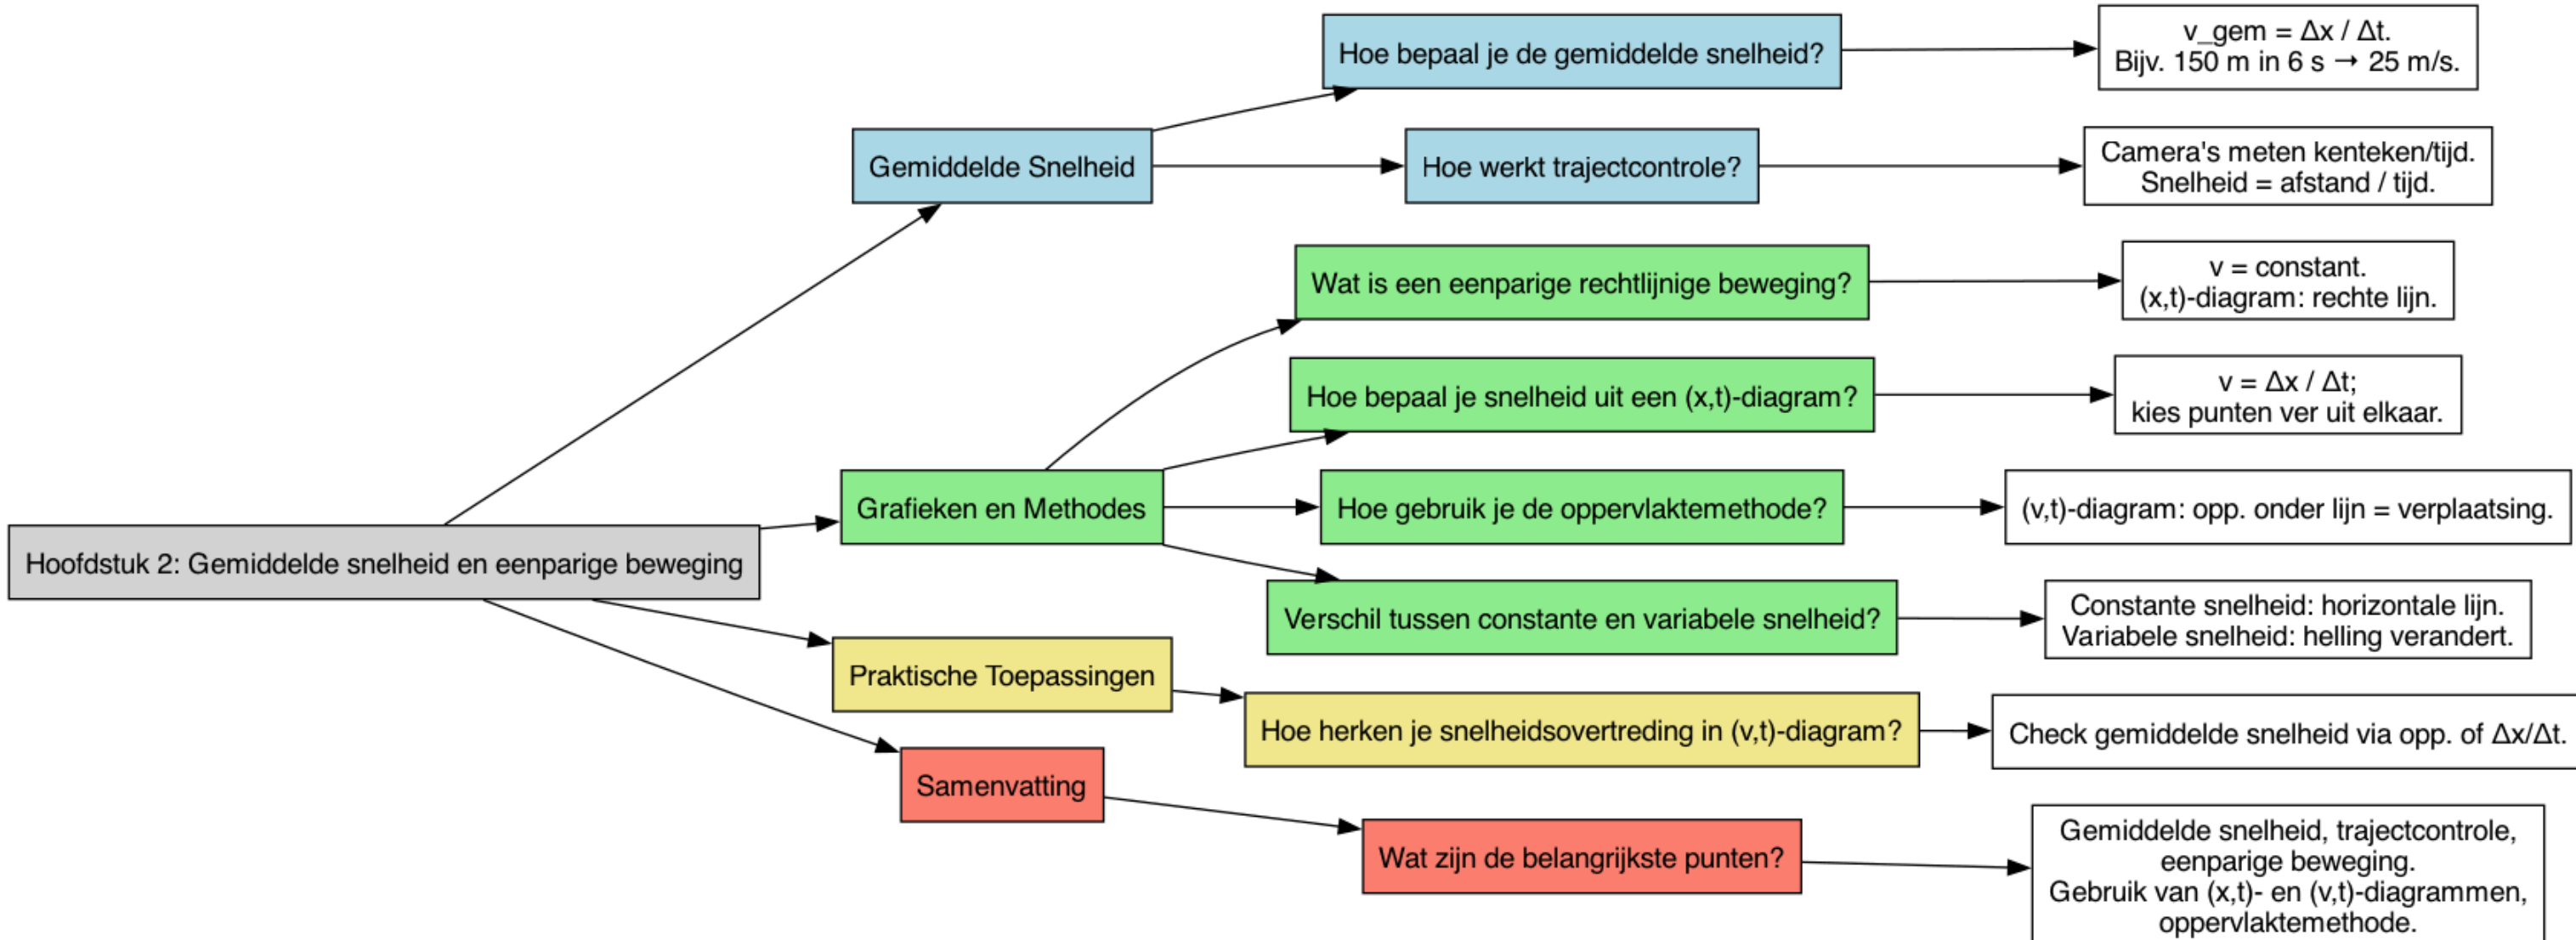 Hoe bepaal je de gemiddelde snelheid?
v_gem = Δx / Δt.
Bijv. 150 m in 6 s → 25 m/s.
Gemiddelde Snelheid
Hoe werkt trajectcontrole?
Camera's meten kenteken/tijd.
Snelheid = afstand / tijd.
Wat is een eenparige rechtlijnige beweging?
v = constant.
(x,t)-diagram: rechte lijn.
Hoe bepaal je snelheid uit een (x,t)-diagram?
v = Δx / Δt;
kies punten ver uit elkaar.
Grafieken en Methodes
Hoe gebruik je de oppervlaktemethode?
(v,t)-diagram: opp. onder lijn = verplaatsing.
Hoofdstuk 2: Gemiddelde snelheid en eenparige beweging
Verschil tussen constante en variabele snelheid?
Constante snelheid: horizontale lijn.
Variabele snelheid: helling verandert.
Praktische Toepassingen
Hoe herken je snelheidsovertreding in (v,t)-diagram?
Check gemiddelde snelheid via opp. of Δx/Δt.
Samenvatting
Wat zijn de belangrijkste punten?
Gemiddelde snelheid, trajectcontrole,
eenparige beweging.
Gebruik van (x,t)- en (v,t)-diagrammen,
oppervlaktemethode.